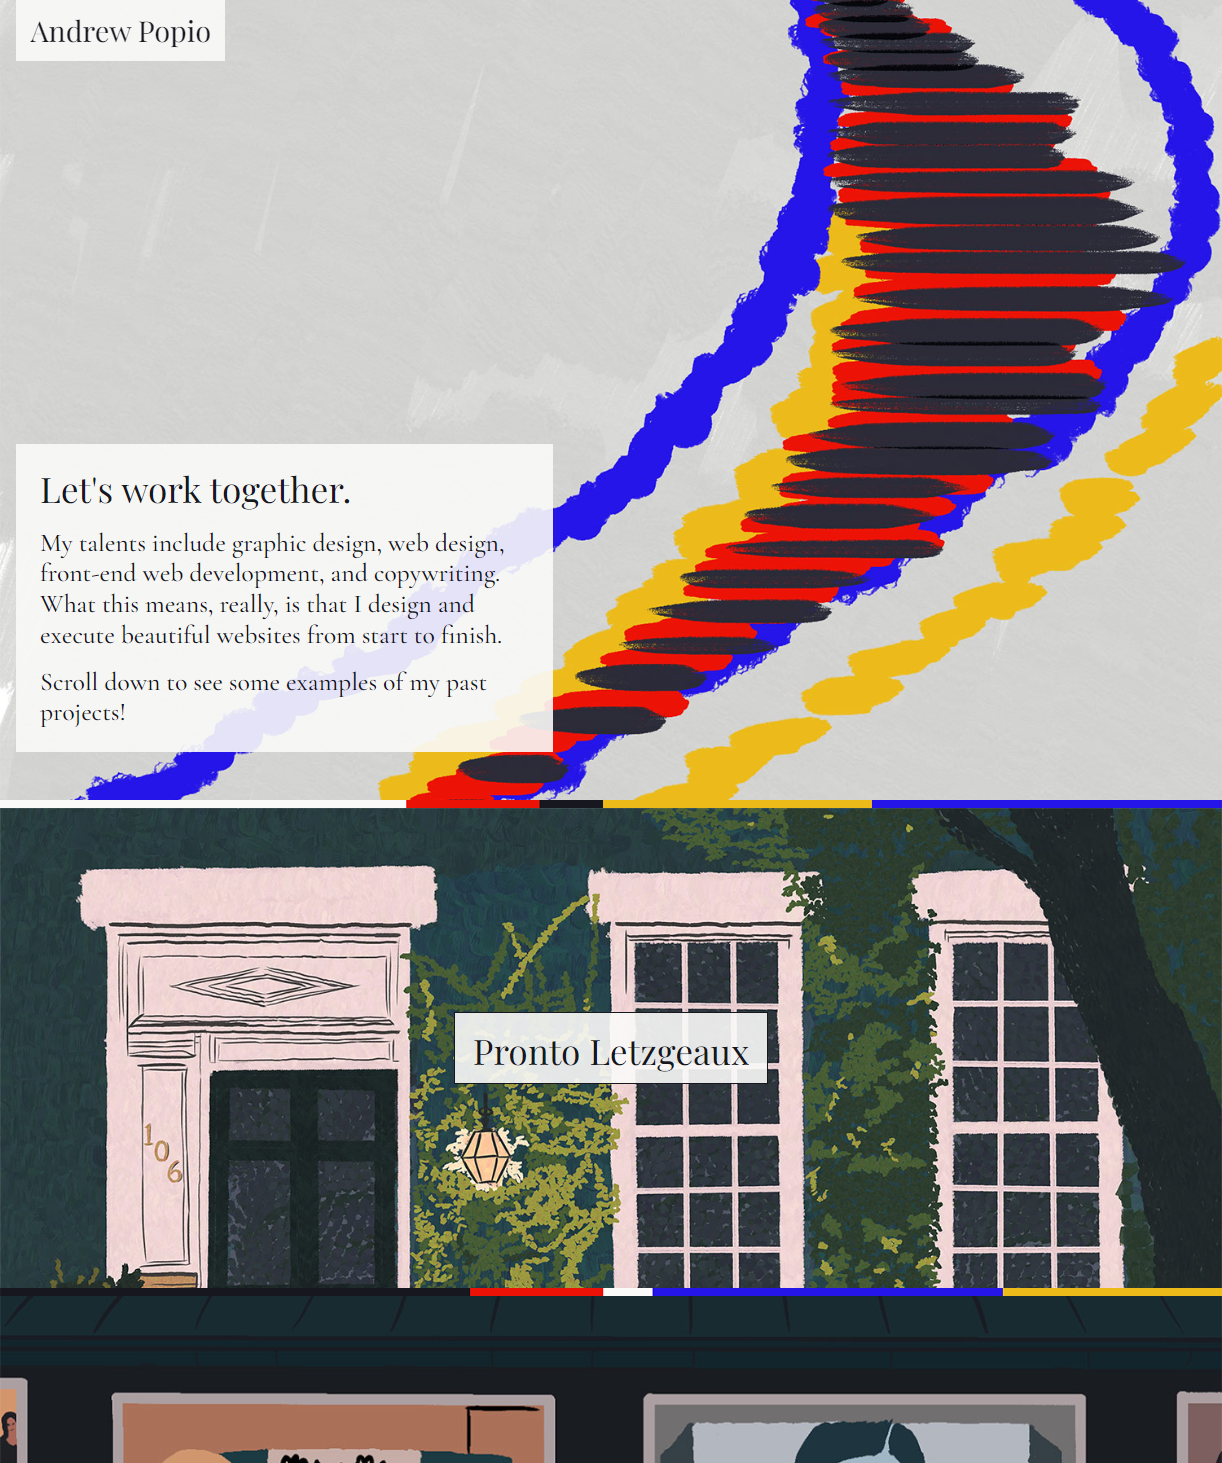 Andrew Popio
Let's work together.
My talents include graphic design, web design,
front-end web development, and copywriting.
What this means, really, is that I design and
execute beautiful websites from start to finish.
Scroll down to see some examples of my past
projects!
Pronto Letzgeaux
106